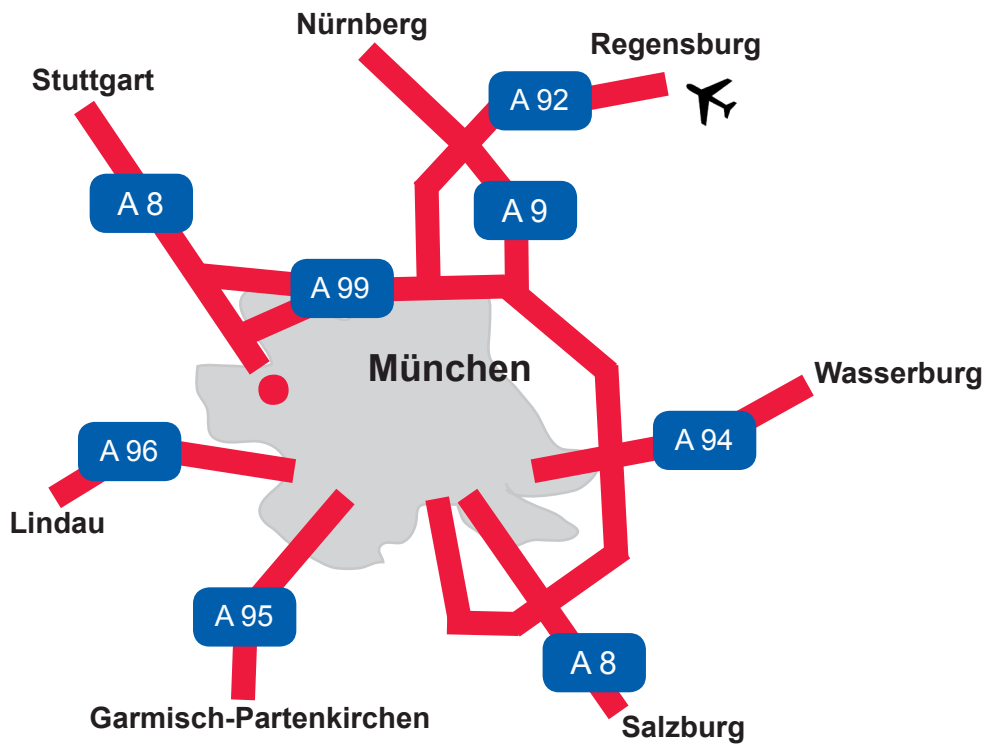 Nürnberg
Regensburg
Stuttgart
A 92
A 8
A 9
A 99
München
Wasserburg
A 94
A 96
Lindau
A 95
A 8
Garmisch-Partenkirchen
Salzburg